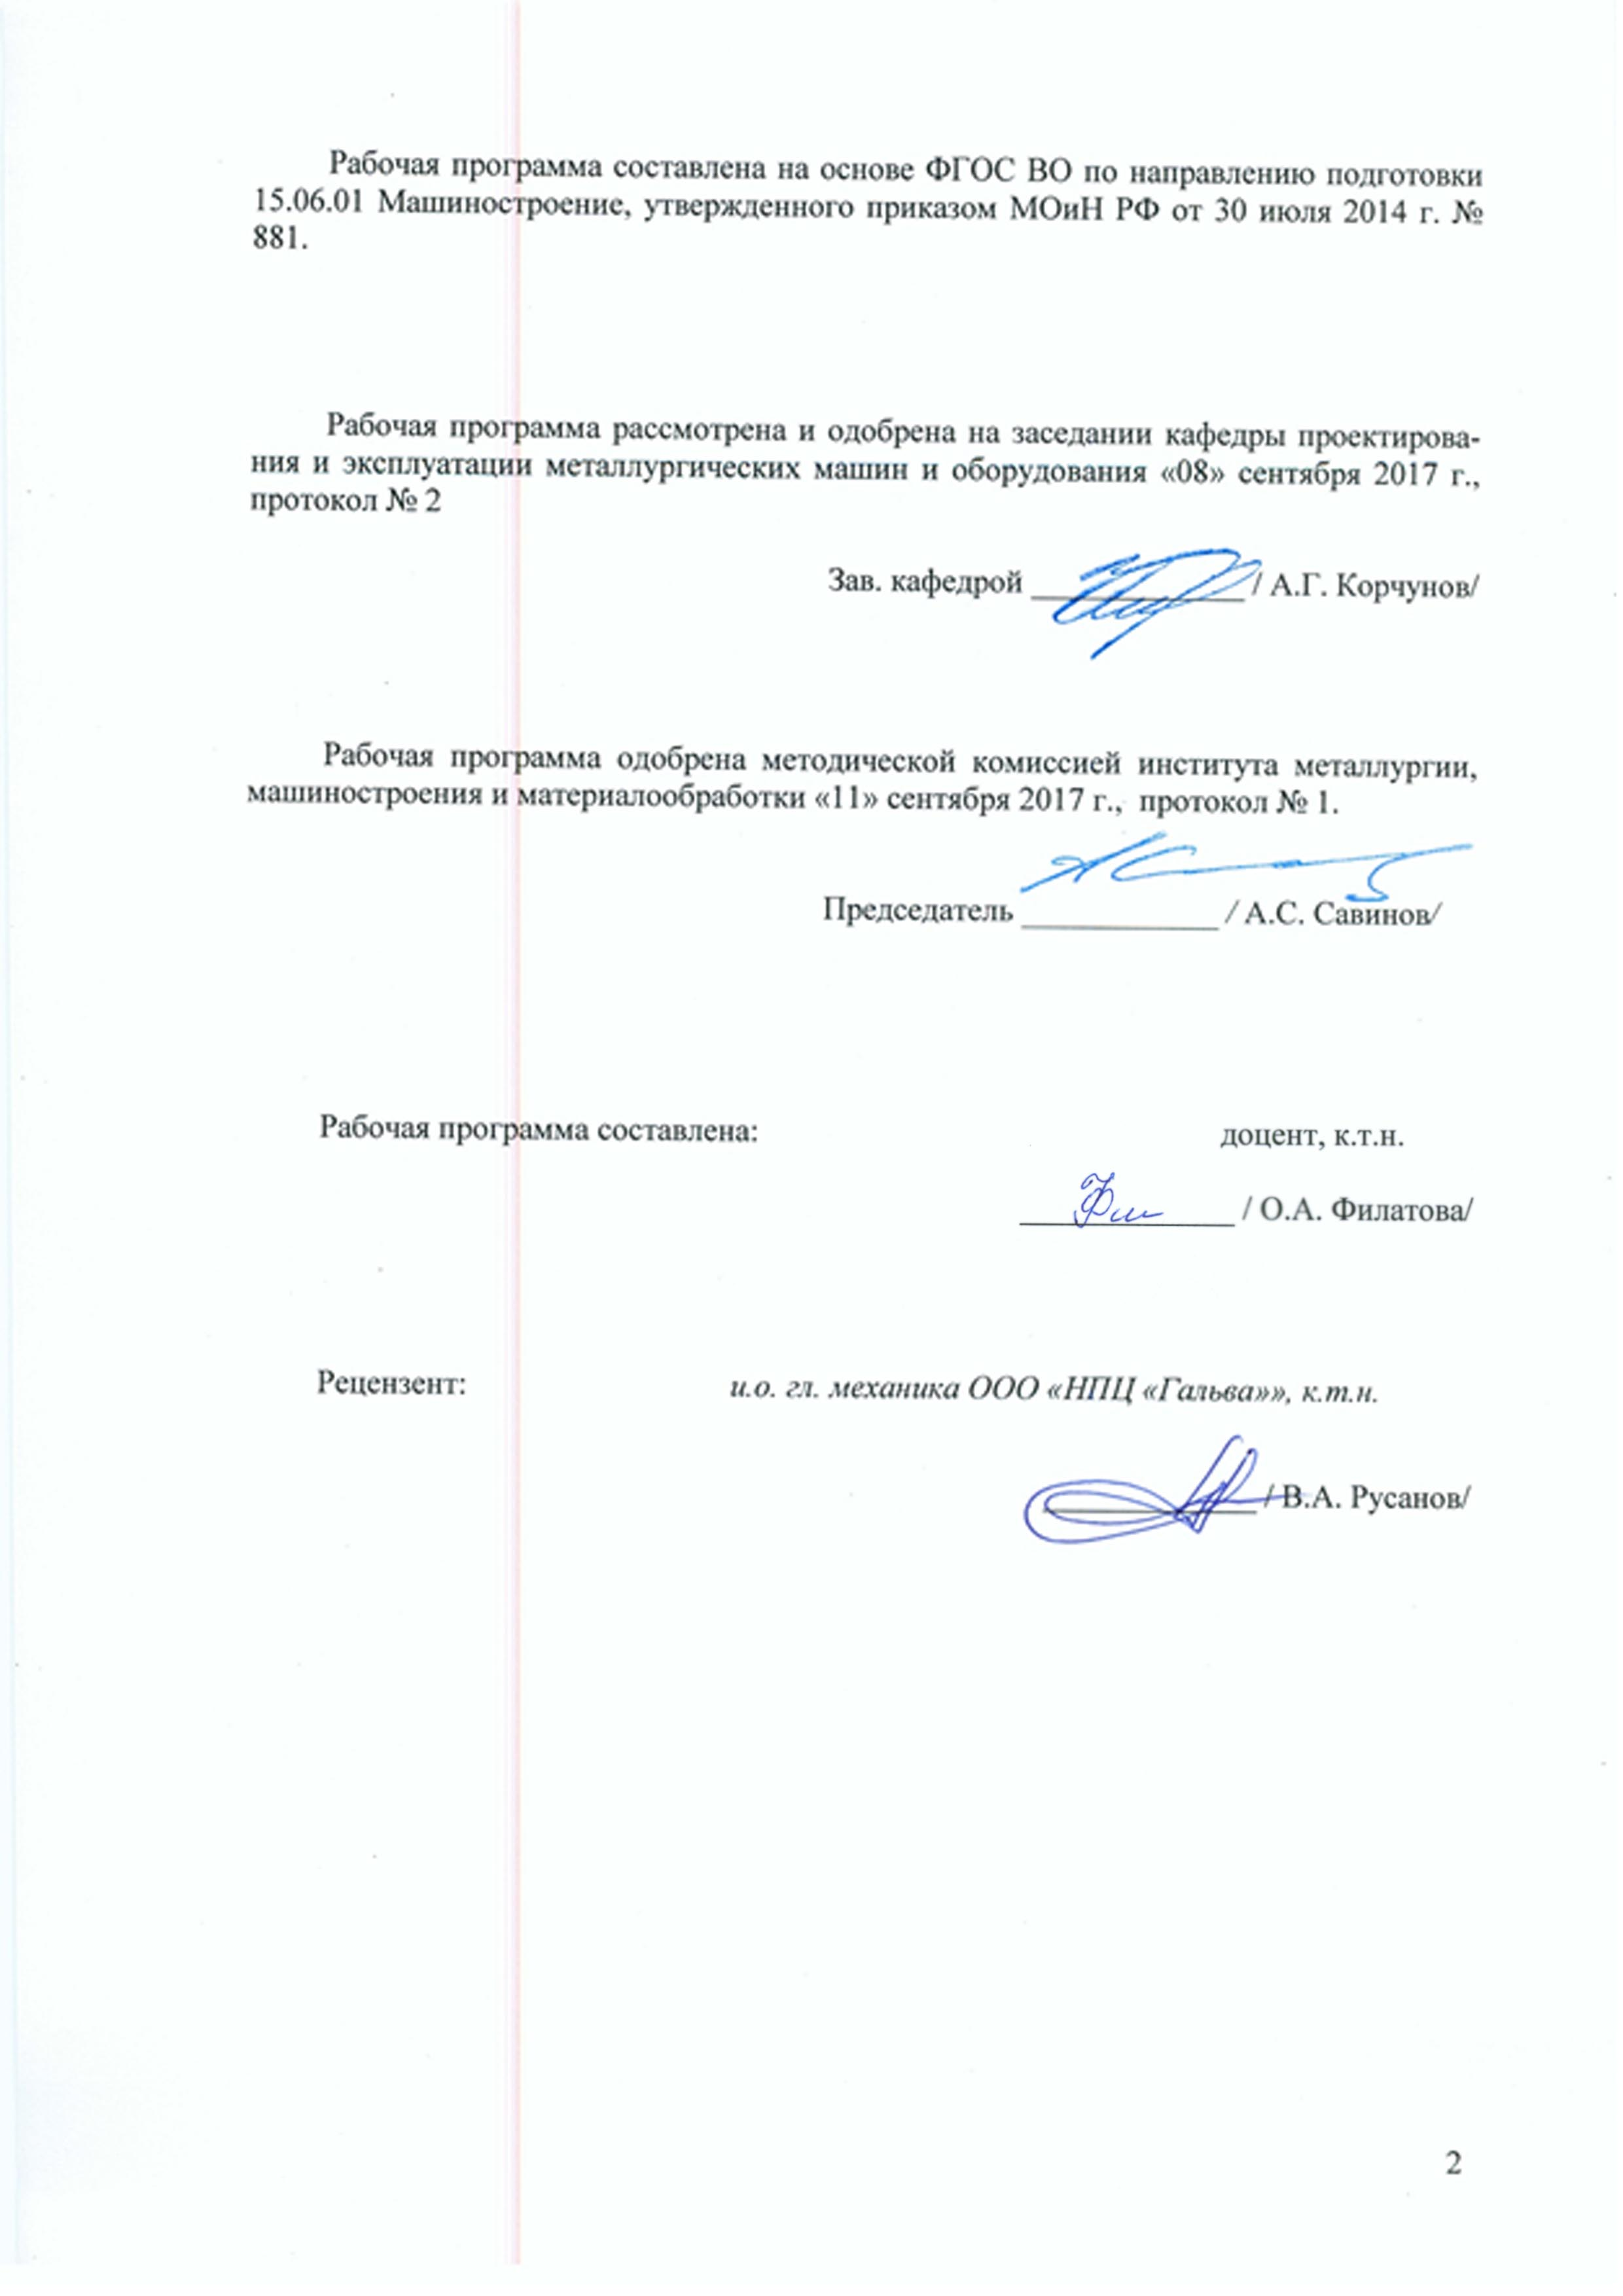 Рабочая программа составлена на основе ФГОС ВО по направлению подготовки
15.06.01 Машиностроение, утвержденного приказом МОиН РФ от 30 июля 2014 г. №
881.
Рабочая программа рассмотрена и одобрена на заседании кафедры проектирова-
ния и эксплуатации металлургических машин и оборудования «08» сентября 2017 г.,
протокол № 2
Зав. кафедрой ____________ / А.Г. Корчунов/
Рабочая программа одобрена методической комиссией института металлургии,
машиностроения и материалообработки «11» сентября 2017 г., протокол № 1.
Председатель ____________ / А.С. Савинов/
Рабочая программа составлена: доцент, к.т.н.
____________ / О.А. Филатова/
Рецензент: и.о. гл. механика ООО «НПЦ «Гальва»», к.т.н.
____________ / В.А. Русанов/
2